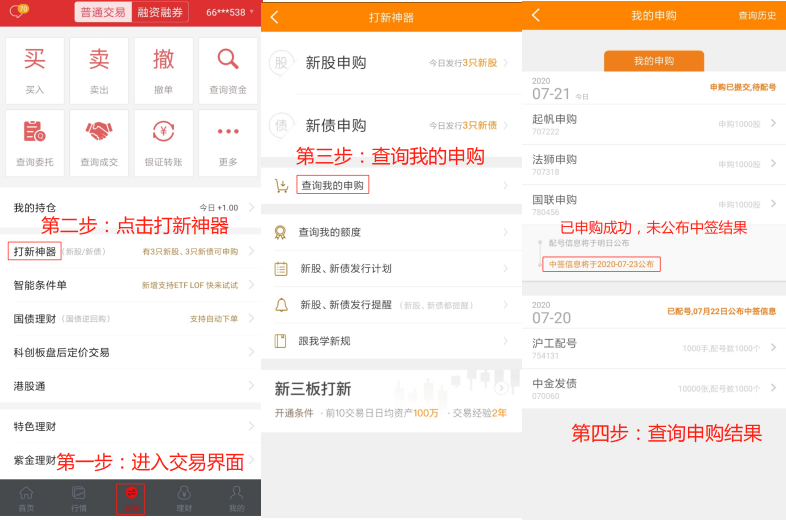 70
普通交易
融资融券
66***538
买
买入
卖
卖出
撤
撤单
查询资金
查询委托
查询成交
银证转账
更多
我的持仓
今日 +1.00
第二步：点击打新神器
打新神器（新股/新债）
有3只新股、3只新债可申购
智能条件单
新增支持ETF LOF 快来试试
国债理财（国债逆回购）
支持自动下单
科创板盘后定价交易
港股通
特色理财
紫金理财
第一步：进入交易界面
首页
行情
理财
我的
打新神器
股
新股申购
今日发行3只新股
债
新债申购
今日发行3只新债
第三步：查询我的申购
查询我的申购
查询我的额度
新股、新债发行计划
新股、新债发行提醒（新股、新债都提醒）
跟我学新规
新三板打新
开通条件 ·前10交易日日均资产100万 ·交易经验2年
我的申购
查询历史
我的申购
2020
07-21 今日
申购已提交,待配号
起帆申购
707222
申购1000股
法狮申购
707318
申购1000股
国联申购
780456
申购1000股
已申购成功，未公布中签结果
配号信息将于明日公布
中签信息将于2020-07-23公布
2020
07-20
已配号,07月22日公布中签信息
沪工配号
754131
1000手,配号数1000个
中金发债
070060
10000张,配号数1000个
第四步：查询申购结果